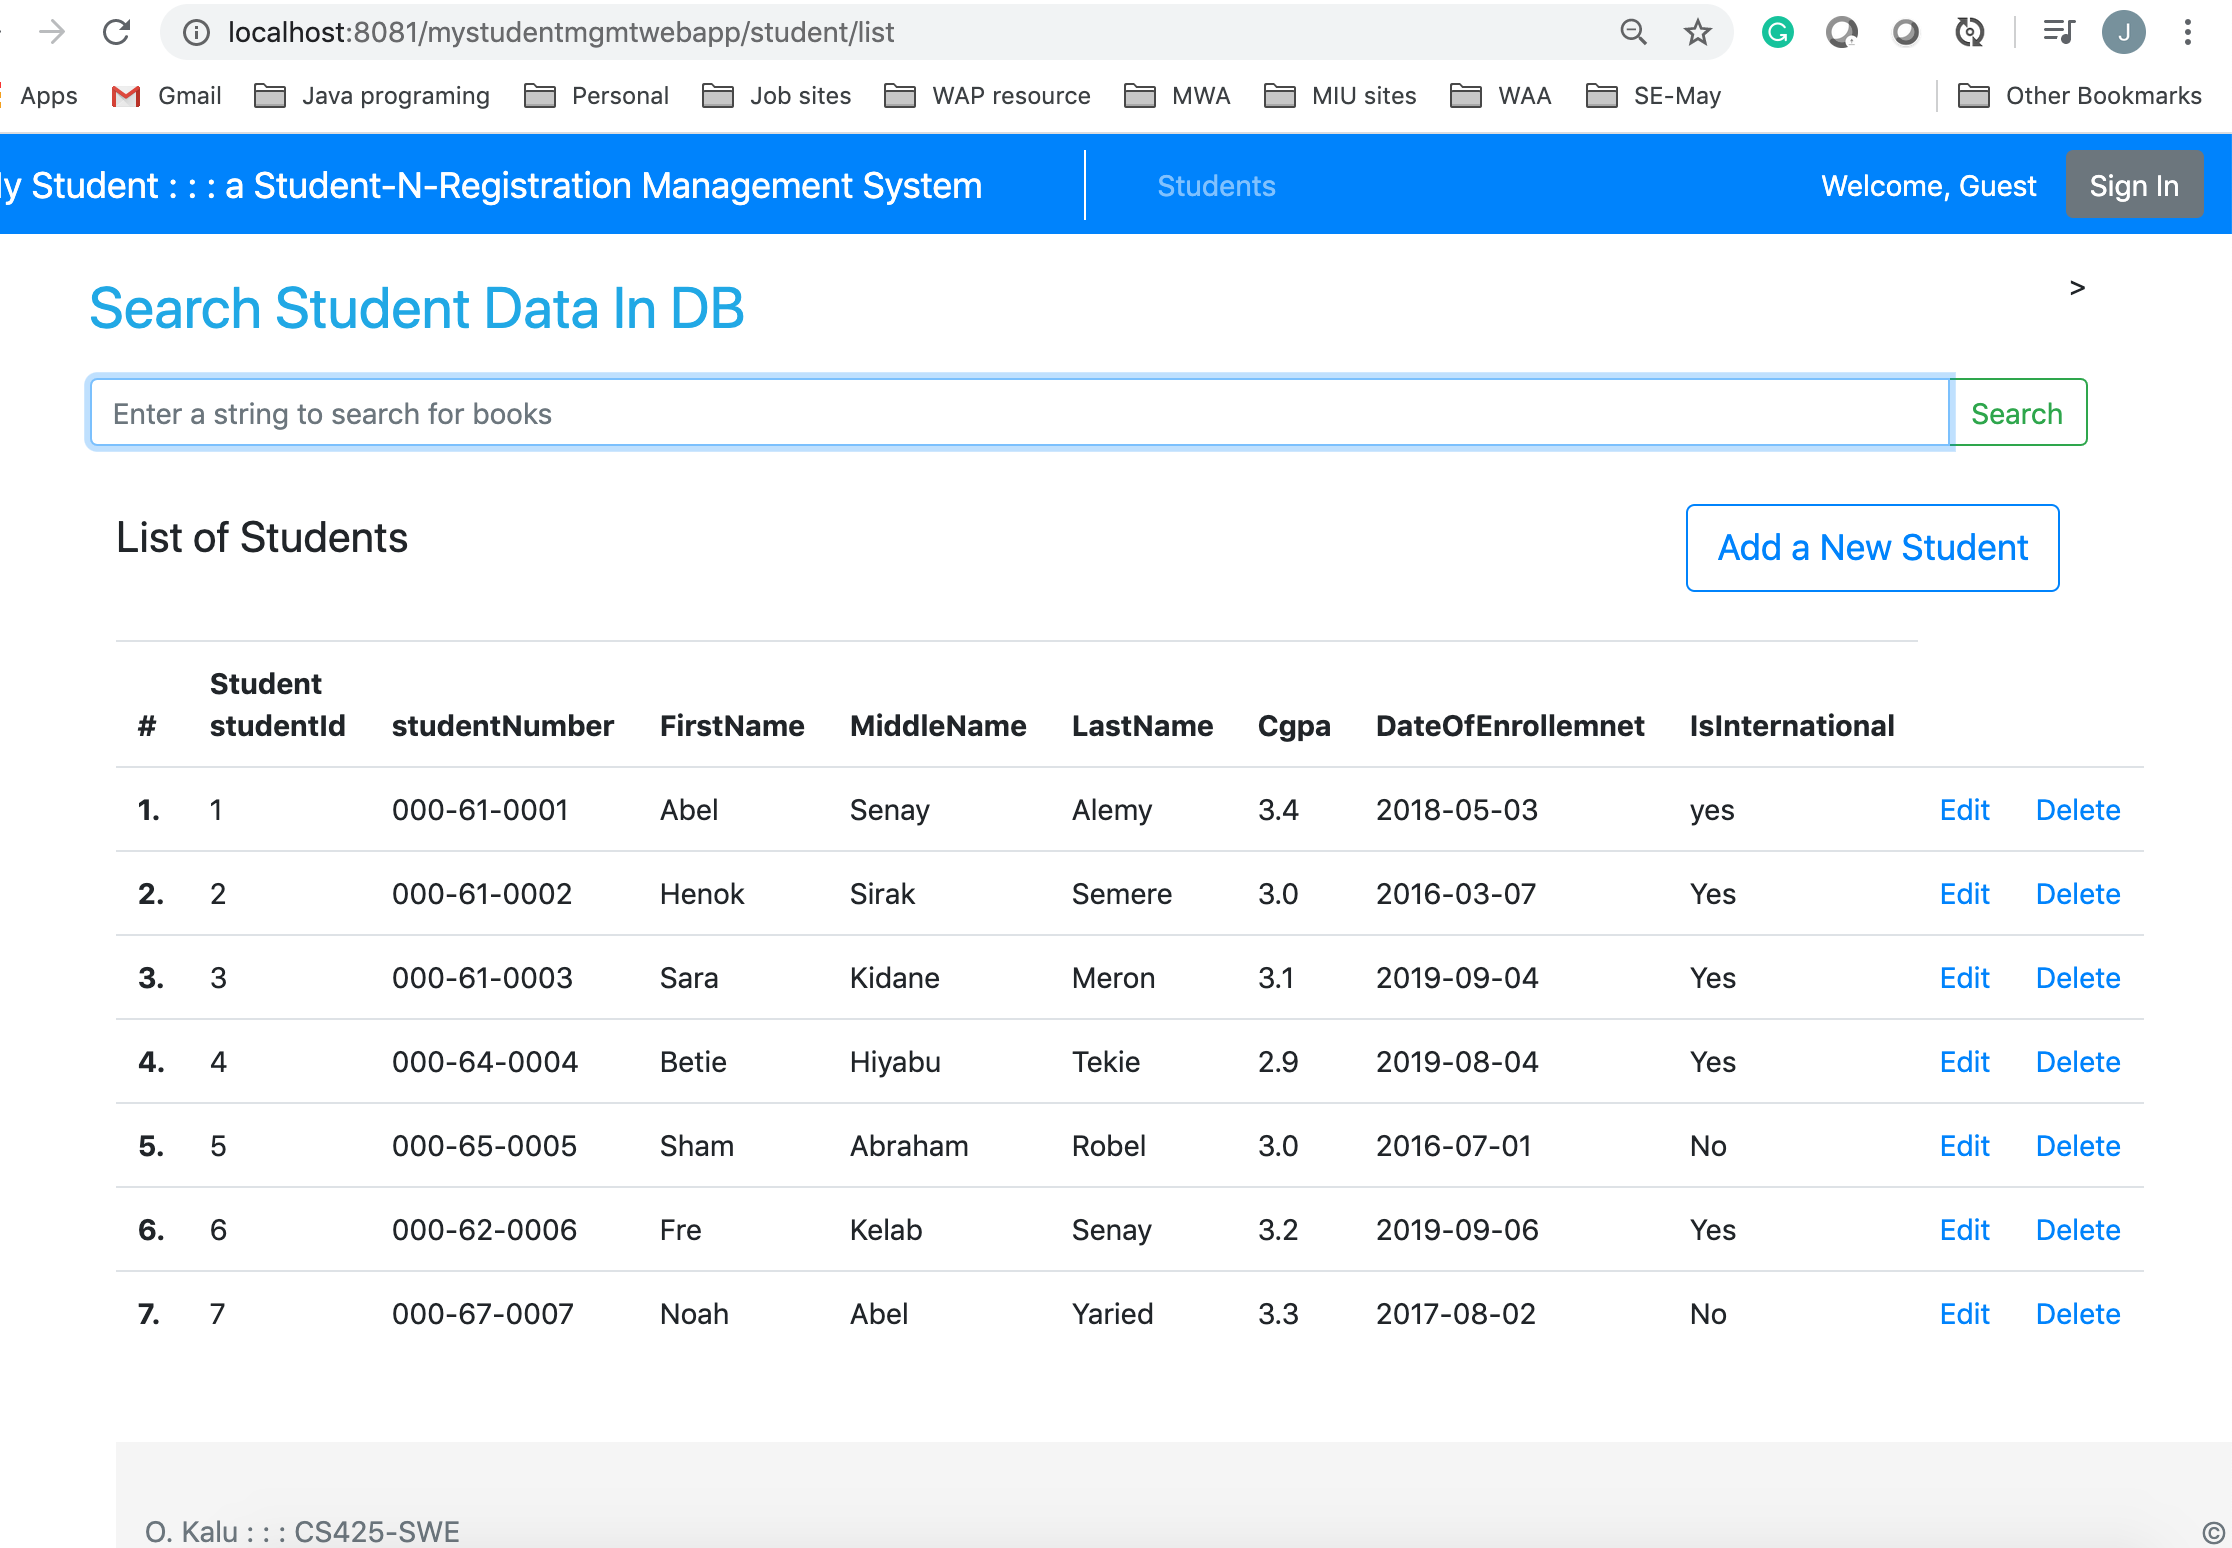 localhost:8081/mystudentmgmtwebapp/student/list
J
Apps Gmail Java programing Personal Job sites WAP resource MWA MIU sites WAA SE-May Other Bookmarks
y Student : : : a Student-N-Registration Management System Students Welcome, Guest Sign In
Search Student Data In DB >
Enter a string to search for books Search
List of Students Add a New Student
Student
# studentId studentNumber FirstName MiddleName LastName Cgpa DateOfEnrollemnet IsInternational
1. 1 000-61-0001 Abel Senay Alemy 3.4 2018-05-03 yes Edit Delete
2. 2 000-61-0002 Henok Sirak Semere 3.0 2016-03-07 Yes Edit Delete
3. 3 000-61-0003 Sara Kidane Meron 3.1 2019-09-04 Yes Edit Delete
4. 4 000-64-0004 Betie Hiyabu Tekie 2.9 2019-08-04 Yes Edit Delete
5. 5 000-65-0005 Sham Abraham Robel 3.0 2016-07-01 No Edit Delete
6. 6 000-62-0006 Fre Kelab Senay 3.2 2019-09-06 Yes Edit Delete
7. 7 000-67-0007 Noah Abel Yaried 3.3 2017-08-02 No Edit Delete
O. Kalu : : : CS425-SWE ©